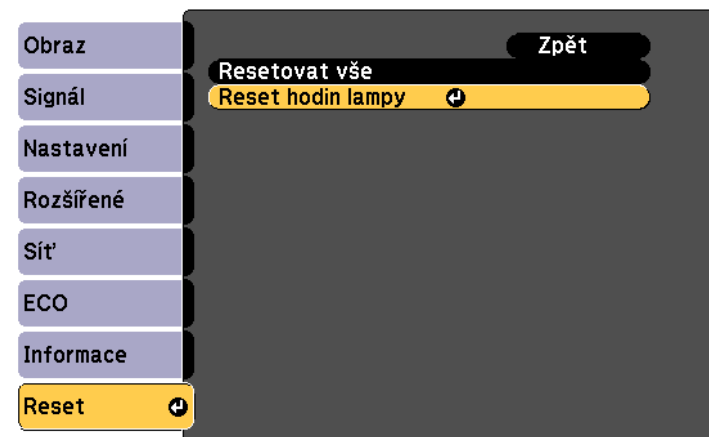 Obraz
Signál
Nastavení
Rozšířené
Síť
ECO
Informace
Reset
Zpět
Resetovat vše
Reset hodin lampy